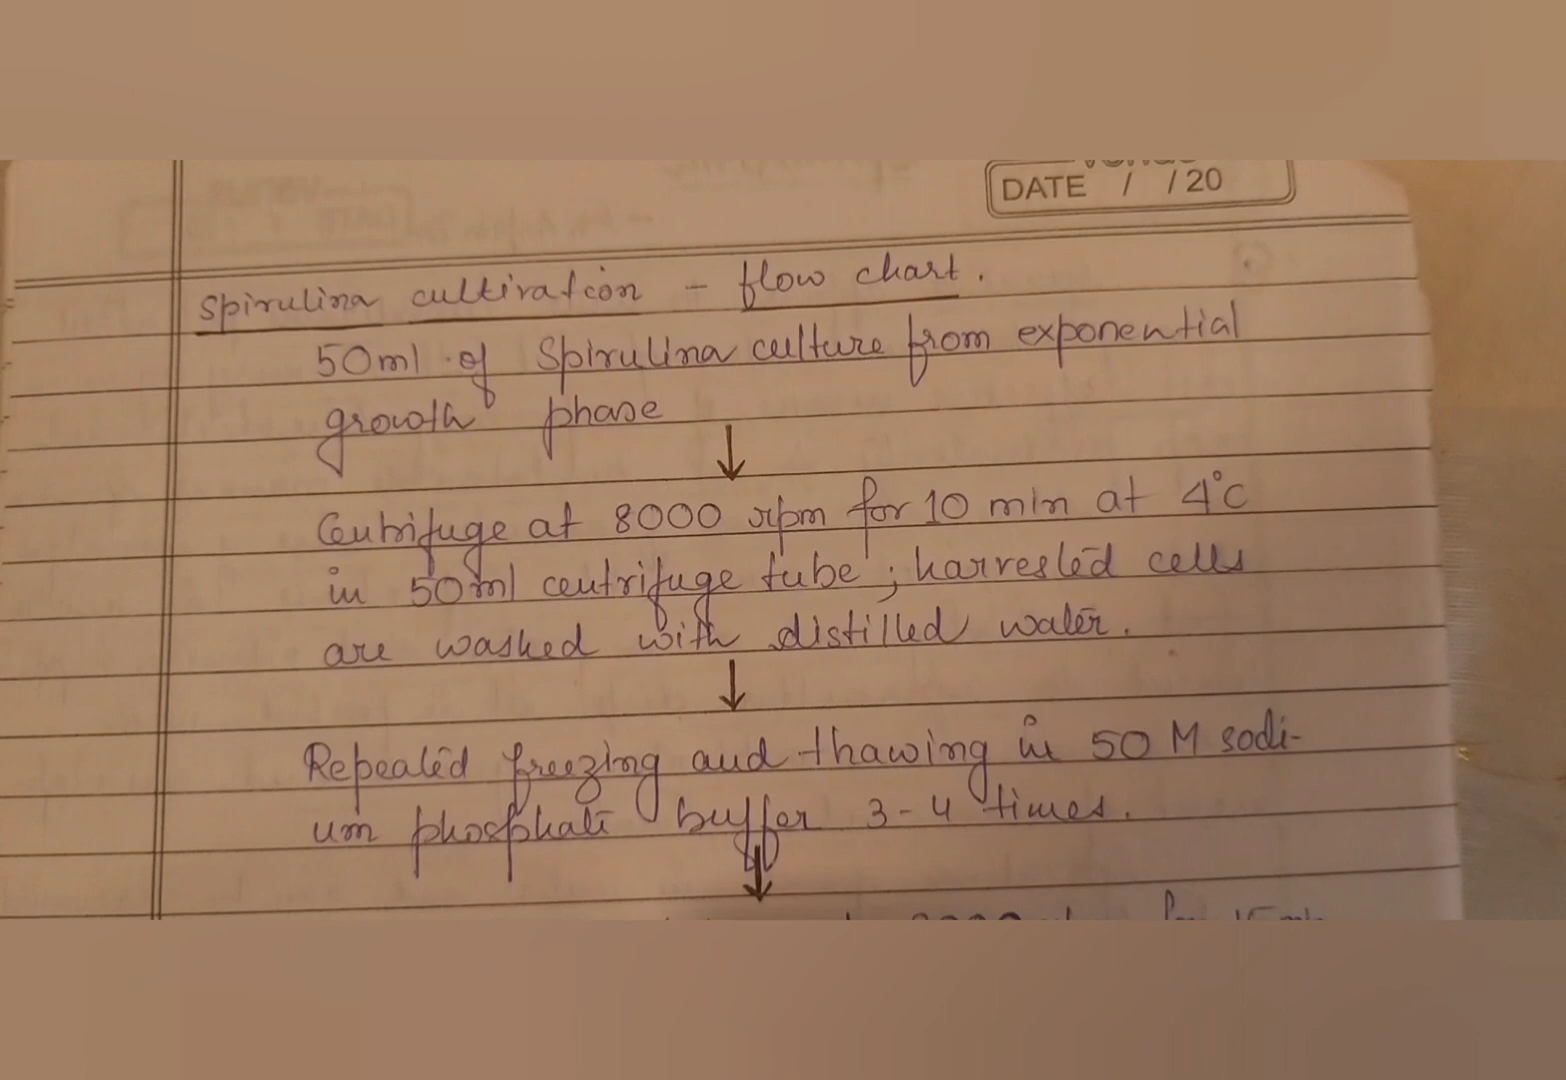 DATE / / 20
Spirulina cultivation - flow chart.
50ml of Spirulina culture from exponential
growth phase
↓
Centrifuge at 8000 rpm for 10 min at 4°C
in 50ml centrifuge tube ; harvested cells
are washed with distilled water.
↓
Repeated freezing and thawing in 50 M sodi-
um phosphate buffer 3-4 times.
↓